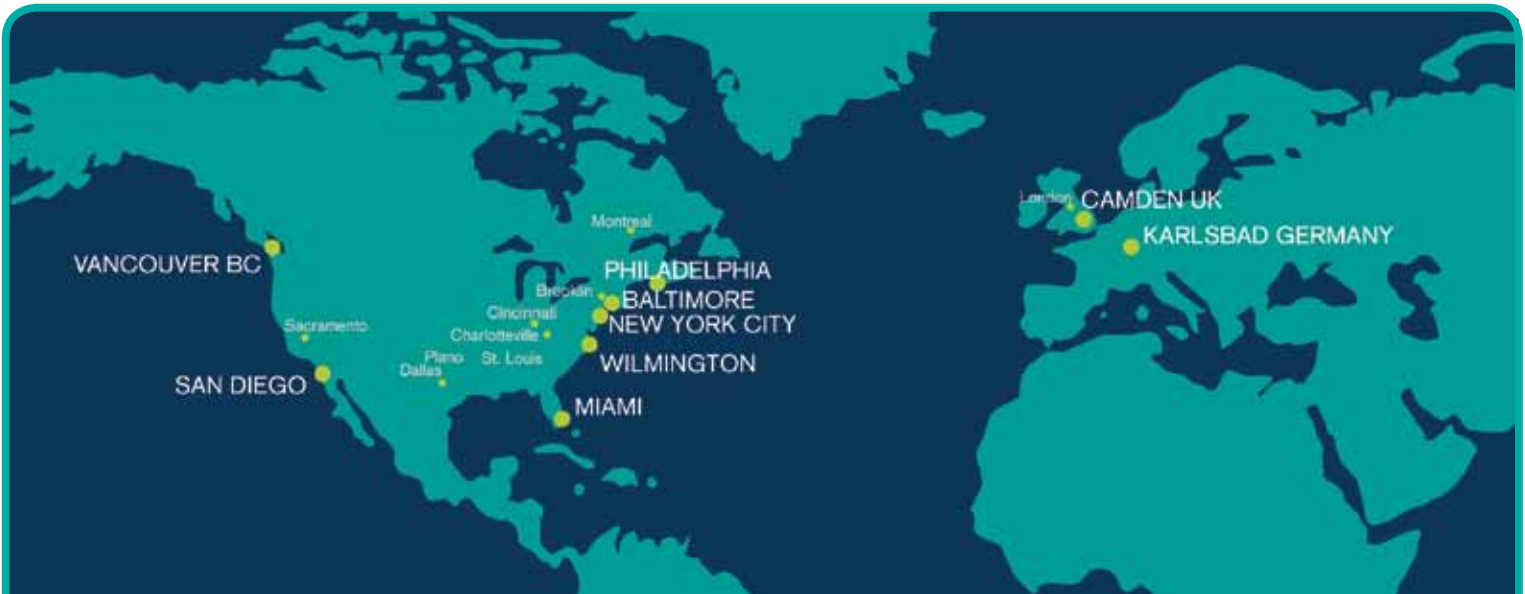 London
CAMDEN UK
Montreal
KARLSBAD GERMANY
VANCOUVER BC
PHILADELPHIA
Brooklin
BALTIMORE
Cincinnati
NEW YORK CITY
Sacramento
Charlotteville
Plano
St. Louis
WILMINGTON
Dallas
SAN DIEGO
MIAMI